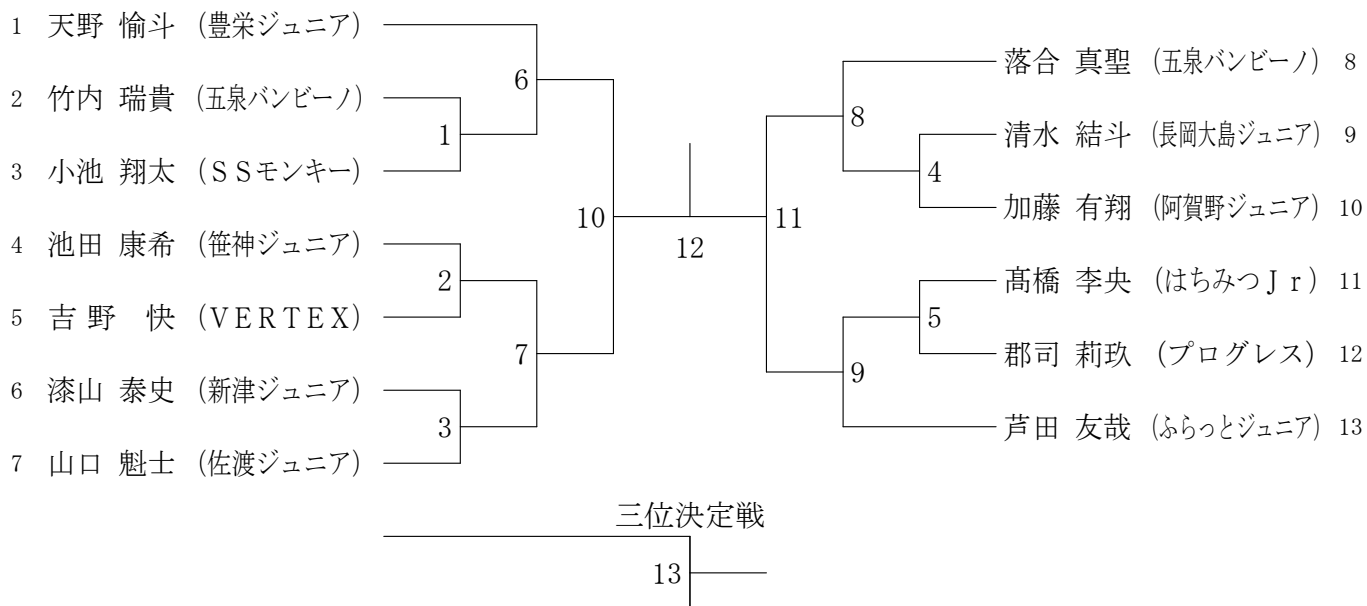 1 天野 愉斗 (豊栄ジュニア)
2 竹内 瑞貴 (五泉バンビーノ)
3 小池 翔太 (ＳＳモンキー)
4 池田 康希 (笹神ジュニア)
5 吉野 快 (ＶＥＲＴＥＸ)
6 漆山 泰史 (新津ジュニア)
7 山口 魁士 (佐渡ジュニア)
6
1
10
2
7
3
12
11
8
4
5
9
落合 真聖 (五泉バンビーノ) 8
清水 結斗 (長岡大島ジュニア) 9
加藤 有翔 (阿賀野ジュニア) 10
髙橋 李央 (はちみつＪｒ) 11
郡司 莉玖 (プログレス) 12
芦田 友哉 (ふらっとジュニア) 13
三位決定戦
13